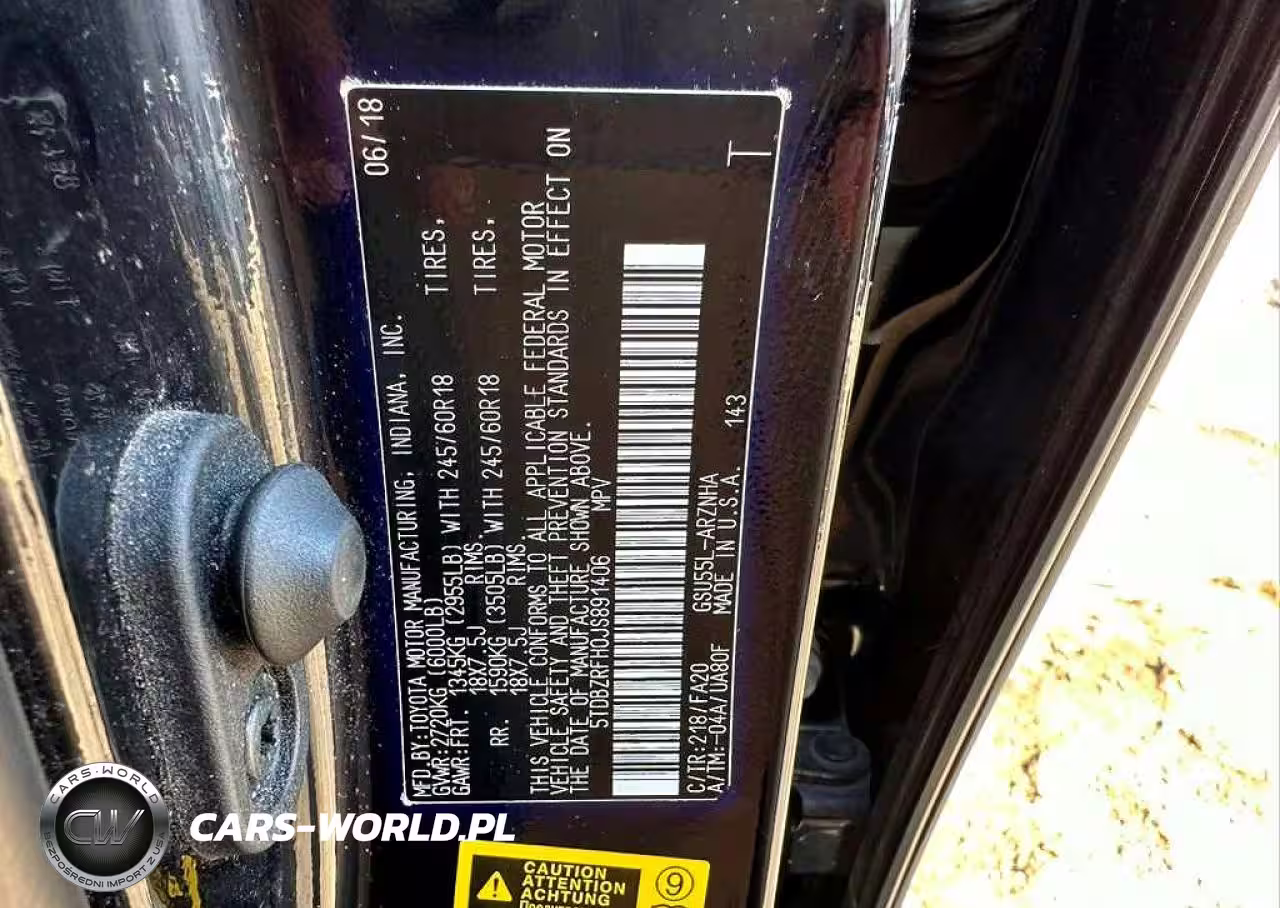 MFD.BY:TOYOTA MOTOR MANUFACTURING, INDIANA, INC. 06/18
GVWR:2720KG (6000LB)
GAWR:FRT. 1345KG (2955LB) WITH 245/60R18 TIRES,
18X7.5J RIMS,
RR. 1590KG (3505LB) WITH 245/60R18 TIRES,
18X7.5J RIMS,
THIS VEHICLE CONFORMS TO ALL APPLICABLE FEDERAL MOTOR
VEHICLE SAFETY AND THEFT PREVENTION STANDARDS IN EFFECT ON
THE DATE OF MANUFACTURE SHOWN ABOVE.
5TDBZRFH0JS891406 MPV
C/TR:218/FA20 GSU55L-ARZNHA
A/TM:-04A/UA80F MADE IN U.S.A. 143 T
CAUTION
ATTENTION
ACHTUNG
9
CARS-WORLD
CW
BEZPOŚREDNI IMPORT Z USA
CARS-WORLD.PL